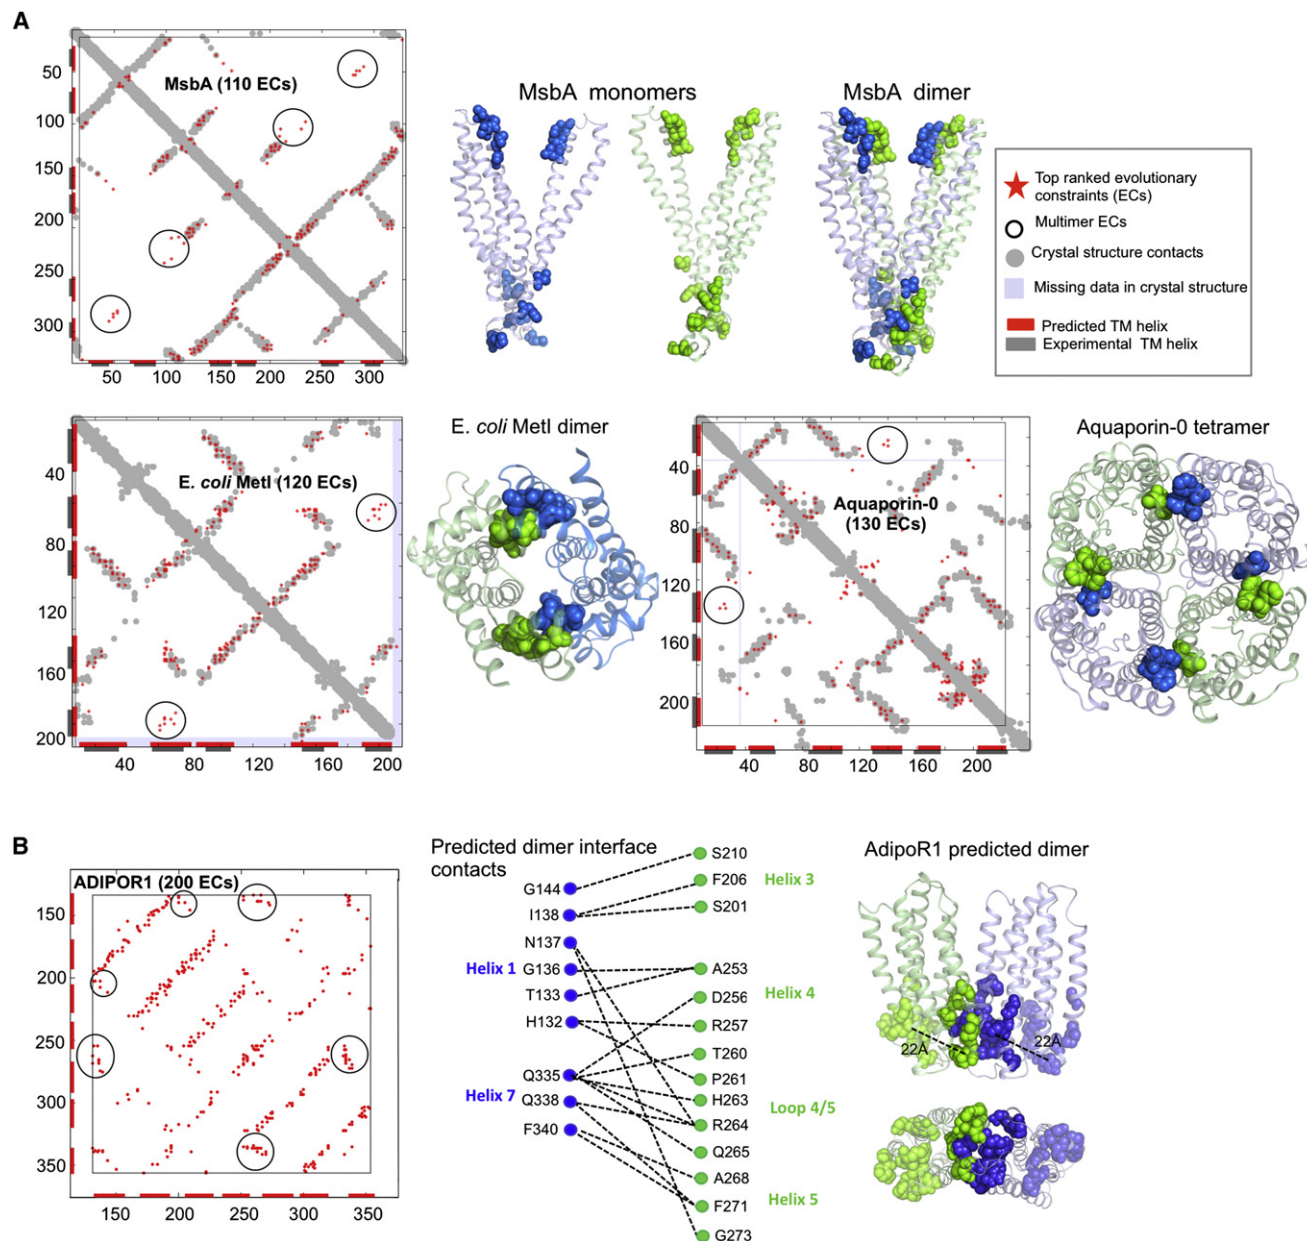 A
MsbA (110 ECs)
50
100
150
200
250
300
50 100 150 200 250 300
MsbA monomers
MsbA dimer
Top ranked evolutionary
constraints (ECs)
Multimer ECs
Crystal structure contacts
Missing data in crystal structure
Predicted TM helix
Experimental TM helix
E. coli MetI (120 ECs)
40
80
120
160
200
40 80 120 160 200
E. coli MetI dimer
Aquaporin-0
(130 ECs)
40
80
120
160
200
40 80 120 160 200
Aquaporin-0 tetramer
B
ADIPOR1 (200 ECs)
150
200
250
300
350
150 200 250 300 350
Predicted dimer interface
contacts
G144
I138
N137
Helix 1 G136
T133
H132
Q335
Helix 7 Q338
F340
S210
F206 Helix 3
S201
A253
D256 Helix 4
R257
T260
P261
H263
R264 Loop 4/5
Q265
A268
F271 Helix 5
G273
AdipoR1 predicted dimer
22Å 22Å